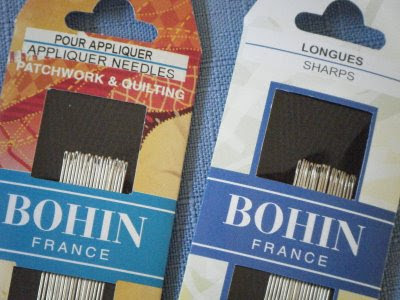 POUR APPLIQUER
APPLIQUER NEEDLES
PATCHWORK & QUILTING
BOHIN
FRANCE
LONGUES
SHARPS
BOHIN
FRANCE